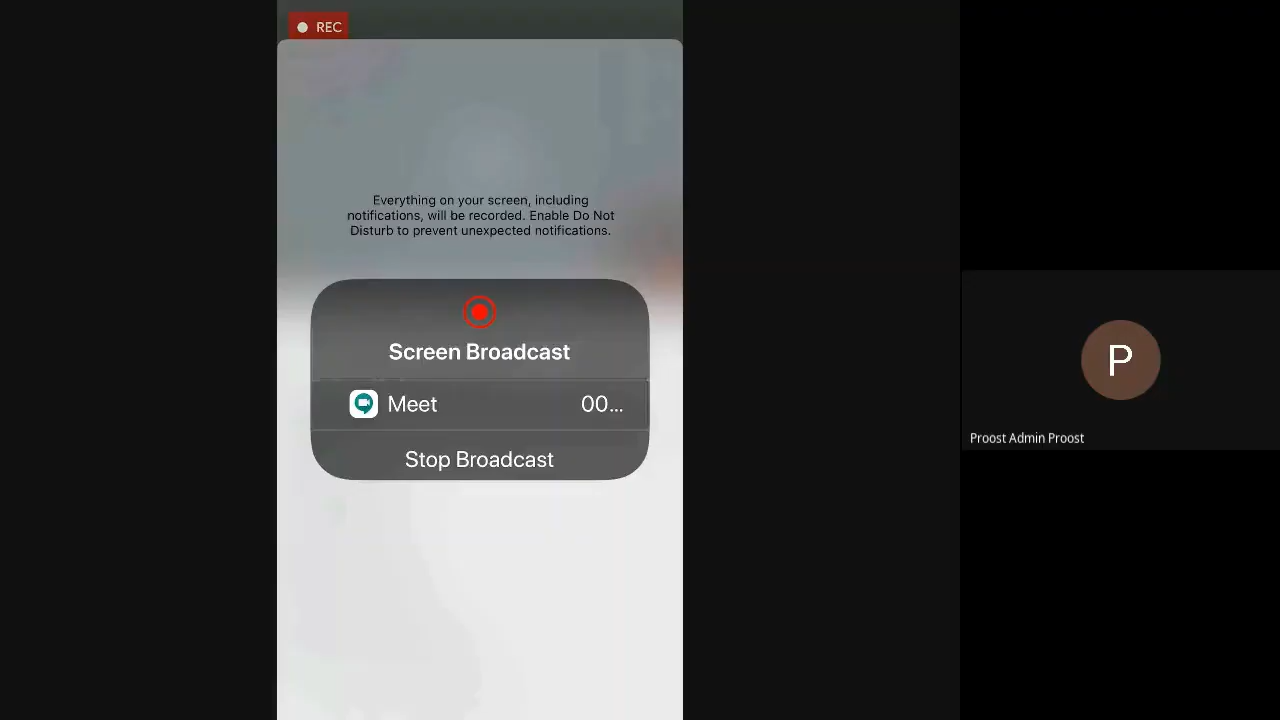 REC
Everything on your screen, including
notifications, will be recorded. Enable Do Not
Disturb to prevent unexpected notifications.
Screen Broadcast
Meet 00...
Stop Broadcast
P
Proost Admin Proost